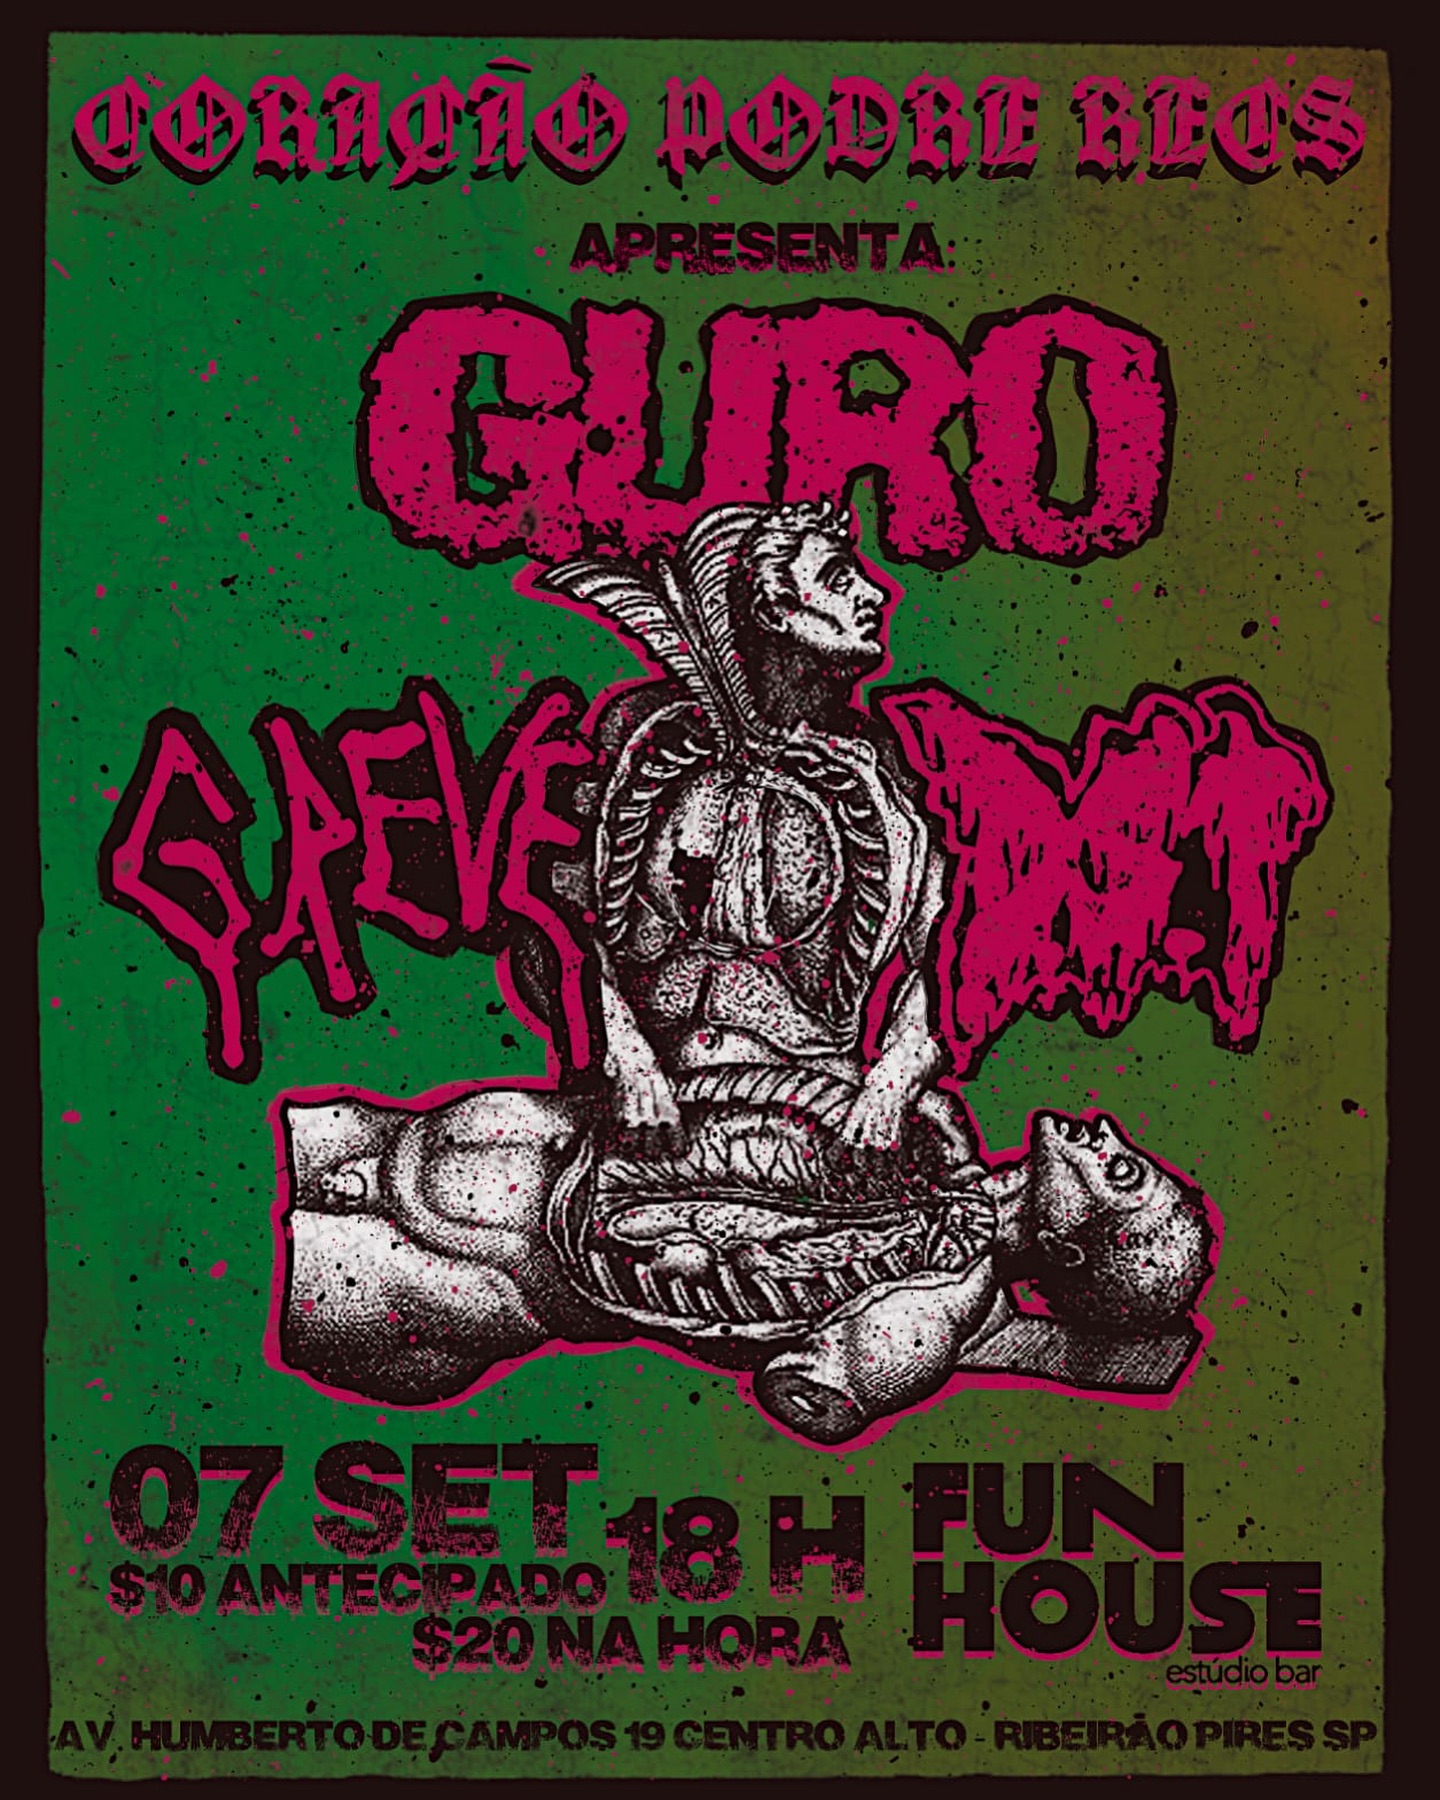 CORAÇÃO PODRE RECS
APRESENTA:
GURO
GREVE
D.G.T
07 SET
18 H
$10 ANTECIPADO
$20 NA HORA
FUN
HOUSE
estúdio bar
AV. HUMBERTO DE CAMPOS 19 CENTRO ALTO - RIBEIRÃO PIRES SP